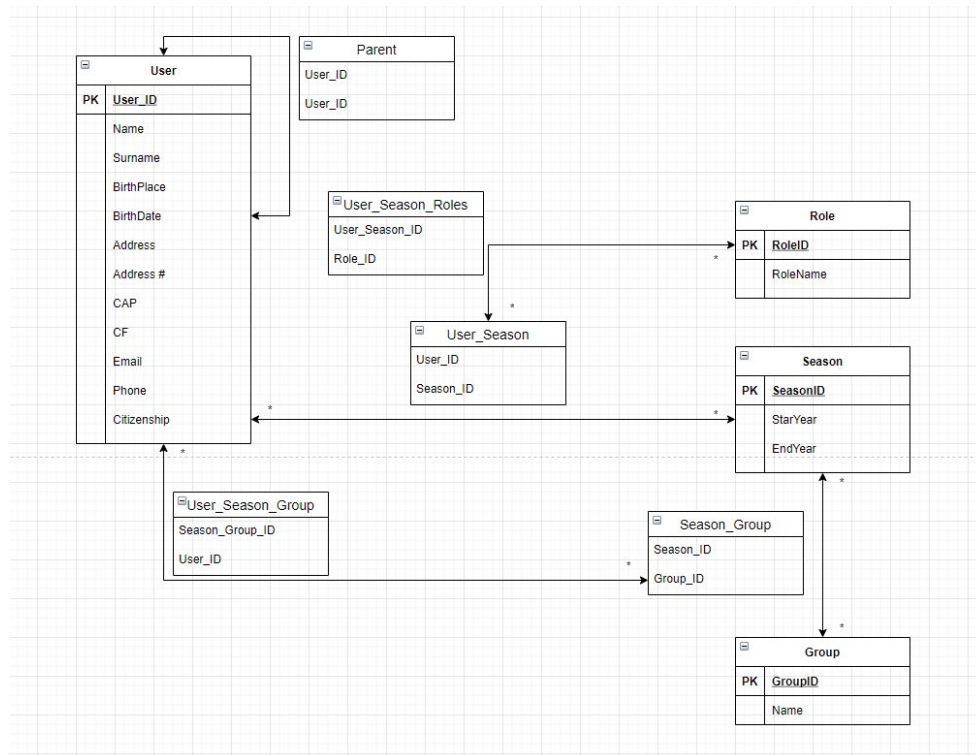 User
PK User_ID
Name
Surname
BirthPlace
BirthDate
Address
Address #
CAP
CF
Email
Phone
Citizenship
*
*
Parent
User_ID
User_ID
User_Season_Roles
User_Season_ID
Role_ID
*
*
Role
PK RoleID
RoleName
User_Season
User_ID
Season_ID
*
Season
PK SeasonID
StarYear
EndYear
*
User_Season_Group
Season_Group_ID
User_ID
*
Season_Group
Season_ID
Group_ID
*
Group
PK GroupID
Name